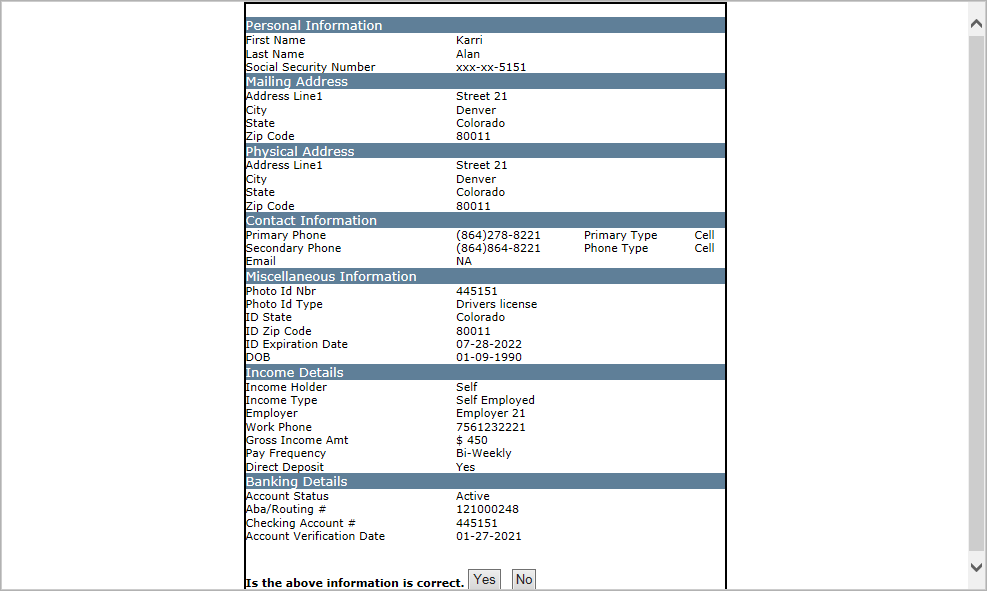 Personal Information
First Name Karri
Last Name Alan
Social Security Number xxx-xx-5151
Mailing Address
Address Line1 Street 21
City Denver
State Colorado
Zip Code 80011
Physical Address
Address Line1 Street 21
City Denver
State Colorado
Zip Code 80011
Contact Information
Primary Phone (864)278-8221 Primary Type Cell
Secondary Phone (864)864-8221 Phone Type Cell
Email NA
Miscellaneous Information
Photo Id Nbr 445151
Photo Id Type Drivers license
ID State Colorado
ID Zip Code 80011
ID Expiration Date 07-28-2022
DOB 01-09-1990
Income Details
Income Holder Self
Income Type Self Employed
Employer Employer 21
Work Phone 7561232221
Gross Income Amt $ 450
Pay Frequency Bi-Weekly
Direct Deposit Yes
Banking Details
Account Status Active
Aba/Routing # 121000248
Checking Account # 445151
Account Verification Date 01-27-2021
Is the above information is correct. Yes No